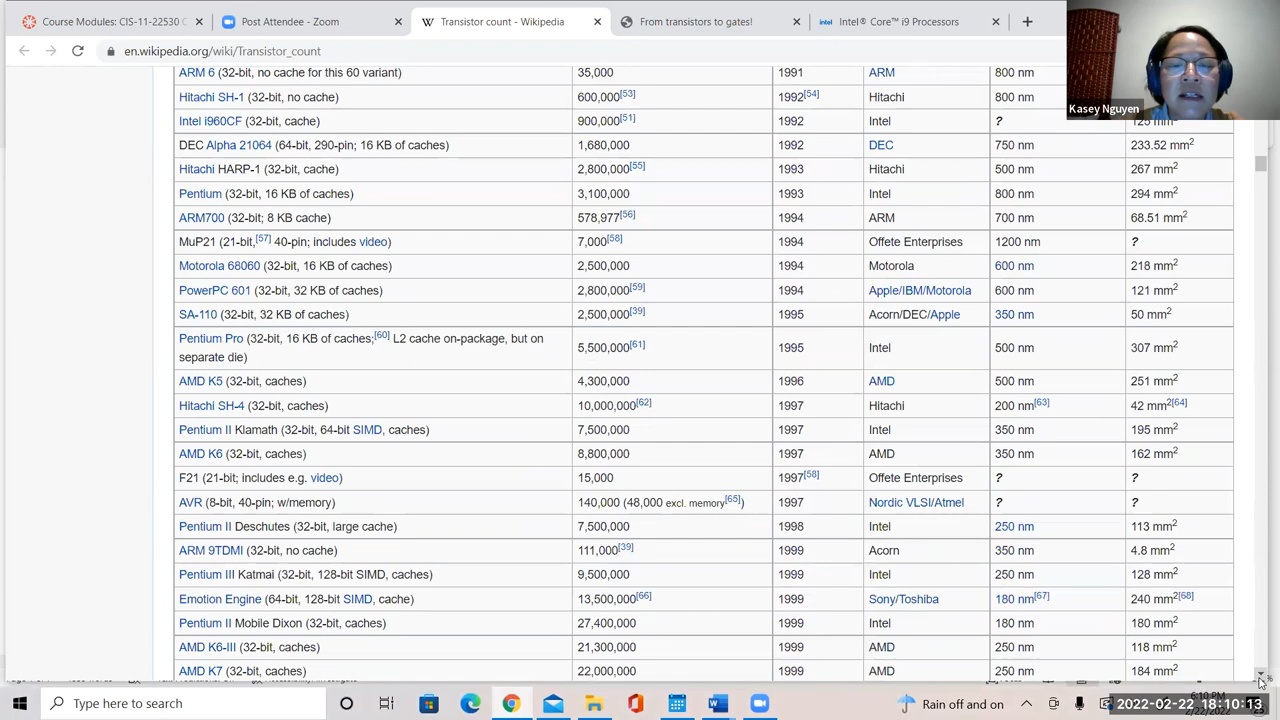 Course Modules: CIS-11-22530 C
Post Attendee - Zoom
Transistor count - Wikipedia
From transistors to gates!
intel Intel® Core™ i9 Processors
en.wikipedia.org/wiki/Transistor_count
Kasey Nguyen
ARM 6 (32-bit, no cache for this 60 variant) 35,000 1991 ARM 800 nm
Hitachi SH-1 (32-bit, no cache) 600,000[53] 1992[54] Hitachi 800 nm
Intel i960CF (32-bit, cache) 900,000[51] 1992 Intel ? 125 mm2
DEC Alpha 21064 (64-bit, 290-pin; 16 KB of caches) 1,680,000 1992 DEC 750 nm 233.52 mm2
Hitachi HARP-1 (32-bit, cache) 2,800,000[55] 1993 Hitachi 500 nm 267 mm2
Pentium (32-bit, 16 KB of caches) 3,100,000 1993 Intel 800 nm 294 mm2
ARM700 (32-bit; 8 KB cache) 578,977[56] 1994 ARM 700 nm 68.51 mm2
MuP21 (21-bit,[57] 40-pin; includes video) 7,000[58] 1994 Offete Enterprises 1200 nm ?
Motorola 68060 (32-bit, 16 KB of caches) 2,500,000 1994 Motorola 600 nm 218 mm2
PowerPC 601 (32-bit, 32 KB of caches) 2,800,000[59] 1994 Apple/IBM/Motorola 600 nm 121 mm2
SA-110 (32-bit, 32 KB of caches) 2,500,000[39] 1995 Acorn/DEC/Apple 350 nm 50 mm2
Pentium Pro (32-bit, 16 KB of caches;[60] L2 cache on-package, but on
separate die) 5,500,000[61] 1995 Intel 500 nm 307 mm2
AMD K5 (32-bit, caches) 4,300,000 1996 AMD 500 nm 251 mm2
Hitachi SH-4 (32-bit, caches) 10,000,000[62] 1997 Hitachi 200 nm[63] 42 mm2[64]
Pentium II Klamath (32-bit, 64-bit SIMD, caches) 7,500,000 1997 Intel 350 nm 195 mm2
AMD K6 (32-bit, caches) 8,800,000 1997 AMD 350 nm 162 mm2
F21 (21-bit; includes e.g. video) 15,000 1997[58] Offete Enterprises ? ?
AVR (8-bit, 40-pin; w/memory) 140,000 (48,000 excl. memory[65]) 1997 Nordic VLSI/Atmel ? ?
Pentium II Deschutes (32-bit, large cache) 7,500,000 1998 Intel 250 nm 113 mm2
ARM 9TDMI (32-bit, no cache) 111,000[39] 1999 Acorn 350 nm 4.8 mm2
Pentium III Katmai (32-bit, 128-bit SIMD, caches) 9,500,000 1999 Intel 250 nm 128 mm2
Emotion Engine (64-bit, 128-bit SIMD, cache) 13,500,000[66] 1999 Sony/Toshiba 180 nm[67] 240 mm2[68]
Pentium II Mobile Dixon (32-bit, caches) 27,400,000 1999 Intel 180 nm 180 mm2
AMD K6-III (32-bit, caches) 21,300,000 1999 AMD 250 nm 118 mm2
AMD K7 (32-bit, caches) 22,000,000 1999 AMD 250 nm 184 mm2
Type here to search
Rain off and on
6:10 PM
2022-02-22 18:10:13